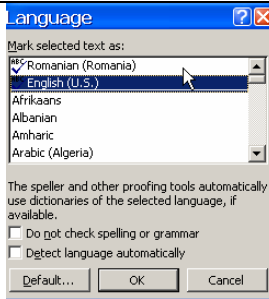 Language
Mark selected text as:
Romanian (Romania)
English (U.S.)
Afrikaans
Albanian
Amharic
Arabic (Algeria)
The speller and other proofing tools automatically
use dictionaries of the selected language, if
available.
Do not check spelling or grammar
Detect language automatically
Default... OK Cancel